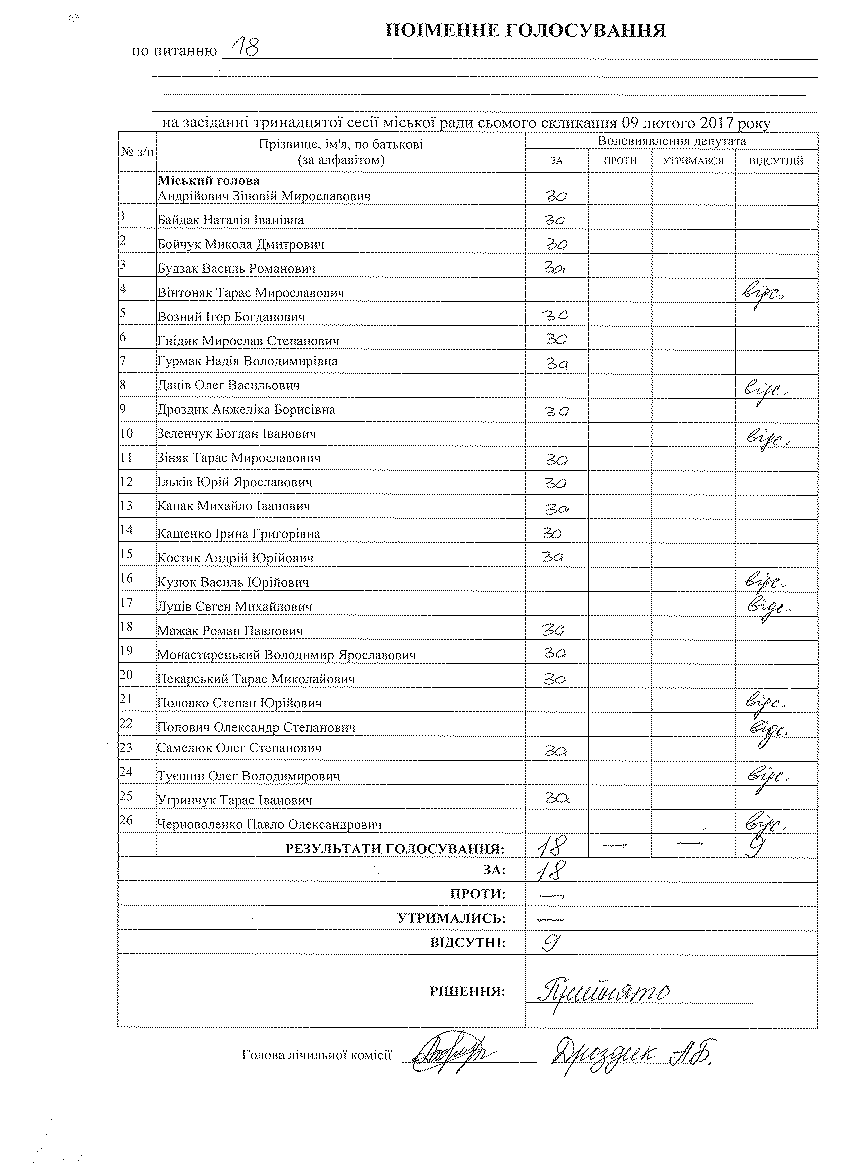 ПОІМЕННЕ ГОЛОСУВАННЯ
по питанню 18
на засіданні тринадцятої сесії міської ради сьомого скликання 09 лютого 2017 року
№ з/п Прізвище, ім'я, по батькові (за алфавітом) Волевиявлення депутата
ЗА ПРОТИ УТРИМАВСЯ ВІДСУТНІЙ
Міський голова
Андрійович Зіновій Мирославович за
1 Байдак Наталія Іванівна за
2 Бойчук Микола Дмитрович за
3 Будзак Василь Романович за
4 Вінтоняк Тарас Мирославович відс.
5 Возний Ігор Богданович за
6 Гнідик Мирослав Степанович за
7 Гурмак Надія Володимирівна за
8 Даців Олег Васильович відс.
9 Дроздик Анжеліка Борисівна за
10 Зеленчук Богдан Іванович відс.
11 Зіняк Тарас Мирославович за
12 Ільків Юрій Ярославович за
13 Капак Михайло Іванович за
14 Кащенко Ірина Григорівна за
15 Костик Андрій Юрійович за
16 Кузюк Василь Юрійович відс.
17 Луців Євген Михайлович відс.
18 Мажак Роман Павлович за
19 Монастирський Володимир Ярославович за
20 Пекарський Тарас Миколайович за
21 Степан Юрійович відс.
22 Попович Олександр Степанович відс.
23 Самелюк Олег Степанович за
24 Олег Володимирович відс.
25 Угринчук Тарас Іванович за
26 Черноволенко Павло Олександрович відс.
РЕЗУЛЬТАТИ ГОЛОСУВАННЯ: 18 — — 9
ЗА: 18
ПРОТИ: —
УТРИМАЛИСЬ: —
ВІДСУТНІ: 9
РІШЕННЯ: Прийнято
Голова лічильної комісії Дроздик А.Б.